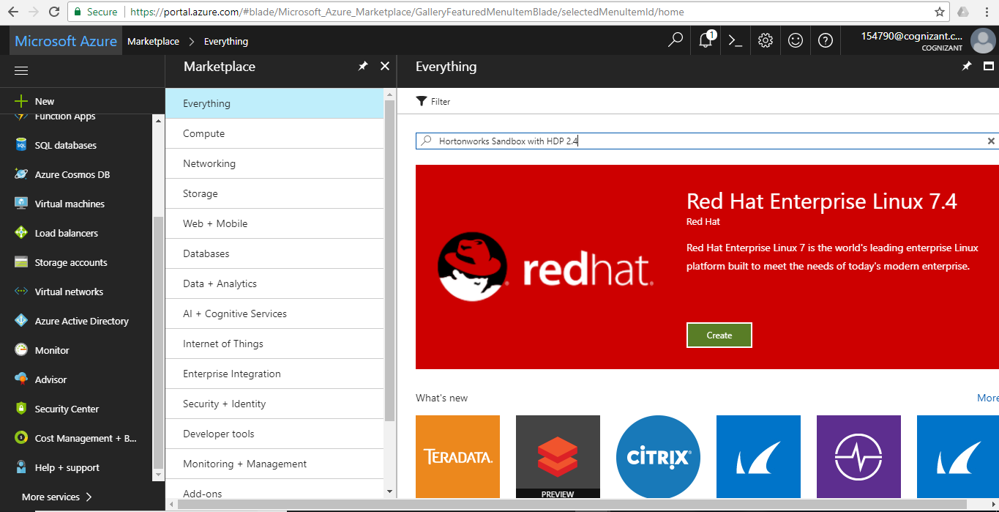 Secure
https://portal.azure.com/#blade/Microsoft_Azure_Marketplace/GalleryFeaturedMenuItemBlade/selectedMenuItemId/home
Microsoft Azure Marketplace > Everything
1
154790@cognizant.c...
COGNIZANT
New
Function Apps
SQL databases
Azure Cosmos DB
Virtual machines
Load balancers
Storage accounts
Virtual networks
Azure Active Directory
Monitor
Advisor
Security Center
Cost Management + B...
Help + support
More services >
Marketplace
Everything
Compute
Networking
Storage
Web + Mobile
Databases
Data + Analytics
AI + Cognitive Services
Internet of Things
Enterprise Integration
Security + Identity
Developer tools
Monitoring + Management
Add-ons
Everything
Filter
Hortonworks Sandbox with HDP 2.4
redhat.
Red Hat Enterprise Linux 7.4
Red Hat
Red Hat Enterprise Linux 7 is the world's leading enterprise Linux
platform built to meet the needs of today's modern enterprise.
Create
What's new
More
TERADATA.
PREVIEW
CITRIX